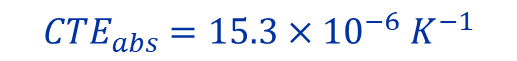 CTE_abs = 15.3 × 10⁻⁶ K⁻¹